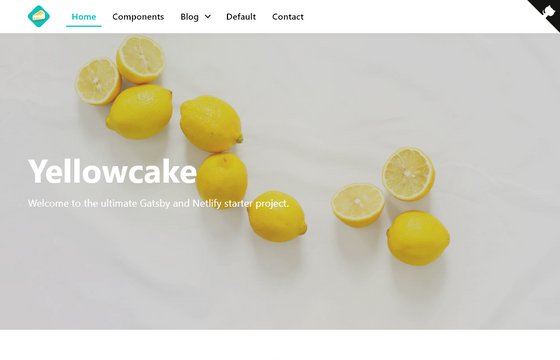 Home Components Blog Default Contact
Yellowcake
Welcome to the ultimate Gatsby and Netlify starter project.